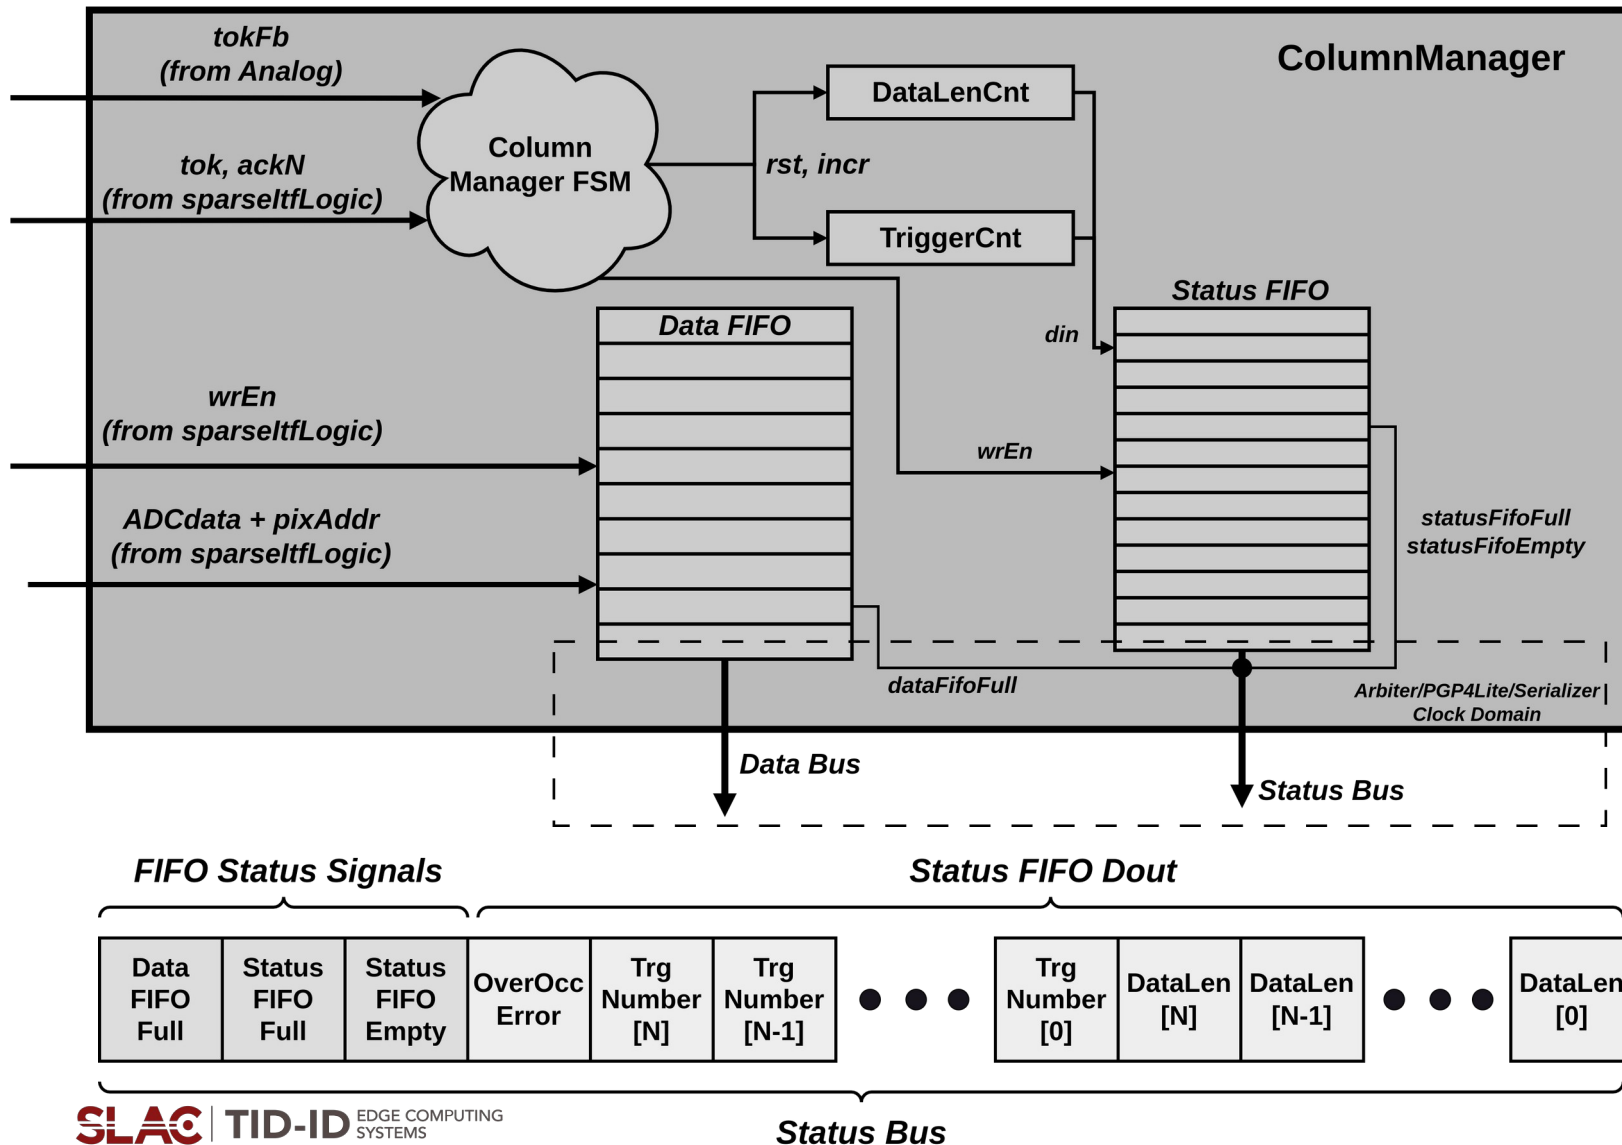 ColumnManager
tokFb
(from Analog)
tok, ackN
(from sparseItfLogic)
Column
Manager FSM
rst, incr
DataLenCnt
TriggerCnt
Data FIFO
Status FIFO
din
wrEn
wrEn
(from sparseItfLogic)
ADCdata + pixAddr
(from sparseItfLogic)
statusFifoFull
statusFifoEmpty
dataFifoFull
Arbiter/PGP4Lite/Serializer
Clock Domain
Data Bus
Status Bus
FIFO Status Signals
Status FIFO Dout
Data
FIFO
Full
Status
FIFO
Full
Status
FIFO
Empty
OverOcc
Error
Trg
Number
[N]
Trg
Number
[N-1]
Trg
Number
[0]
DataLen
[N]
DataLen
[N-1]
DataLen
[0]
Status Bus
SLAC TID-ID EDGE COMPUTING
SYSTEMS